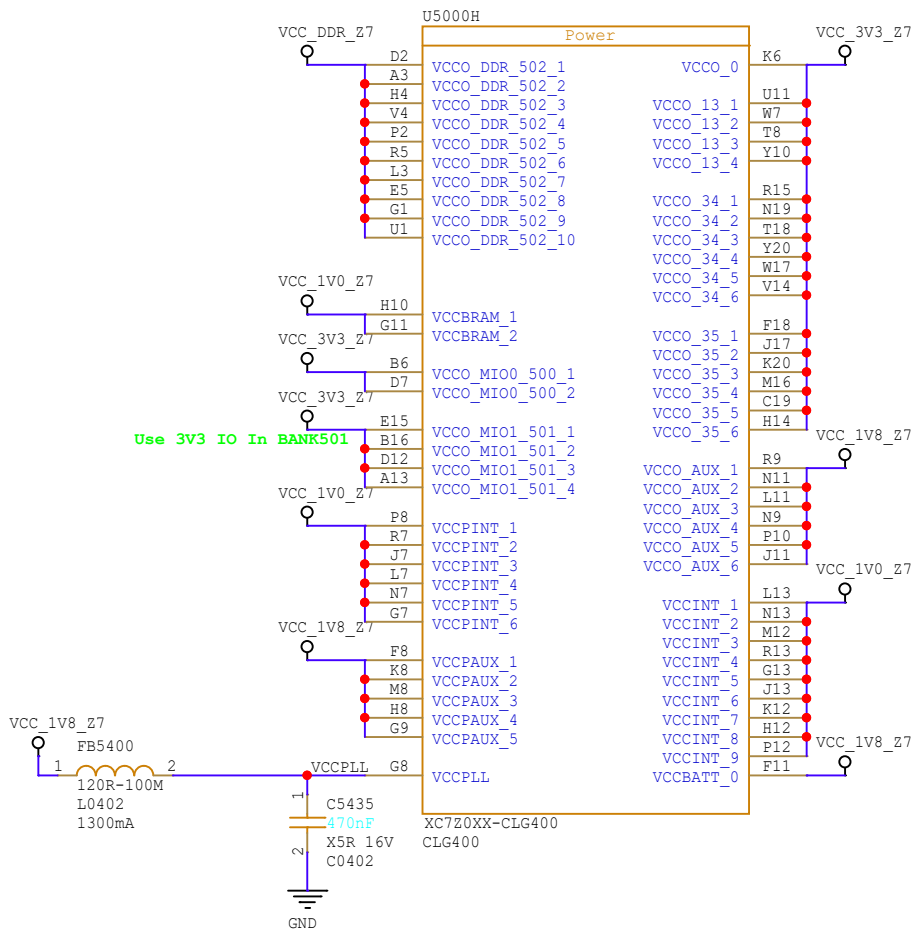 U5000H
Power
VCC_DDR_Z7
D2 VCCO_DDR_502_1
A3 VCCO_DDR_502_2
H4 VCCO_DDR_502_3
V4 VCCO_DDR_502_4
P2 VCCO_DDR_502_5
R5 VCCO_DDR_502_6
L3 VCCO_DDR_502_7
E5 VCCO_DDR_502_8
G1 VCCO_DDR_502_9
U1 VCCO_DDR_502_10
VCC_1V0_Z7
H10 VCCBRAM_1
G11 VCCBRAM_2
VCC_3V3_Z7
B6 VCCO_MIO0_500_1
D7 VCCO_MIO0_500_2
VCC_3V3_Z7
Use 3V3 IO In BANK501
E15 VCCO_MIO1_501_1
B16 VCCO_MIO1_501_2
D12 VCCO_MIO1_501_3
A13 VCCO_MIO1_501_4
VCC_1V0_Z7
P8 VCCPINT_1
R7 VCCPINT_2
J7 VCCPINT_3
L7 VCCPINT_4
N7 VCCPINT_5
G7 VCCPINT_6
VCC_1V8_Z7
F8 VCCPAUX_1
K8 VCCPAUX_2
M8 VCCPAUX_3
H8 VCCPAUX_4
G9 VCCPAUX_5
VCC_1V8_Z7
FB5400
1 2
120R-100M
L0402
1300mA
VCCPLL G8 VCCPLL
1
C5435
470nF
X5R 16V
C0402
2
GND
VCC_3V3_Z7
VCCO_0 K6
VCCO_13_1 U11
VCCO_13_2 W7
VCCO_13_3 T8
VCCO_13_4 Y10
VCCO_34_1 R15
VCCO_34_2 N19
VCCO_34_3 T18
VCCO_34_4 Y20
VCCO_34_5 W17
VCCO_34_6 V14
VCCO_35_1 F18
VCCO_35_2 J17
VCCO_35_3 K20
VCCO_35_4 M16
VCCO_35_5 C19
VCCO_35_6 H14
VCC_1V8_Z7
VCCO_AUX_1 R9
VCCO_AUX_2 N11
VCCO_AUX_3 L11
VCCO_AUX_4 N9
VCCO_AUX_5 P10
VCCO_AUX_6 J11
VCC_1V0_Z7
VCCINT_1 L13
VCCINT_2 N13
VCCINT_3 M12
VCCINT_4 R13
VCCINT_5 G13
VCCINT_6 J13
VCCINT_7 K12
VCCINT_8 H12
VCCINT_9 P12
VCC_1V8_Z7
VCCBATT_0 F11
XC7Z0XX-CLG400
CLG400